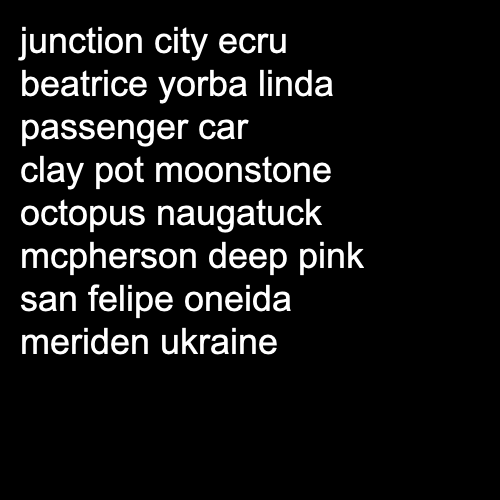 junction city ecru
beatrice yorba linda
passenger car
clay pot moonstone
octopus naugatuck
mcpherson deep pink
san felipe oneida
meriden ukraine